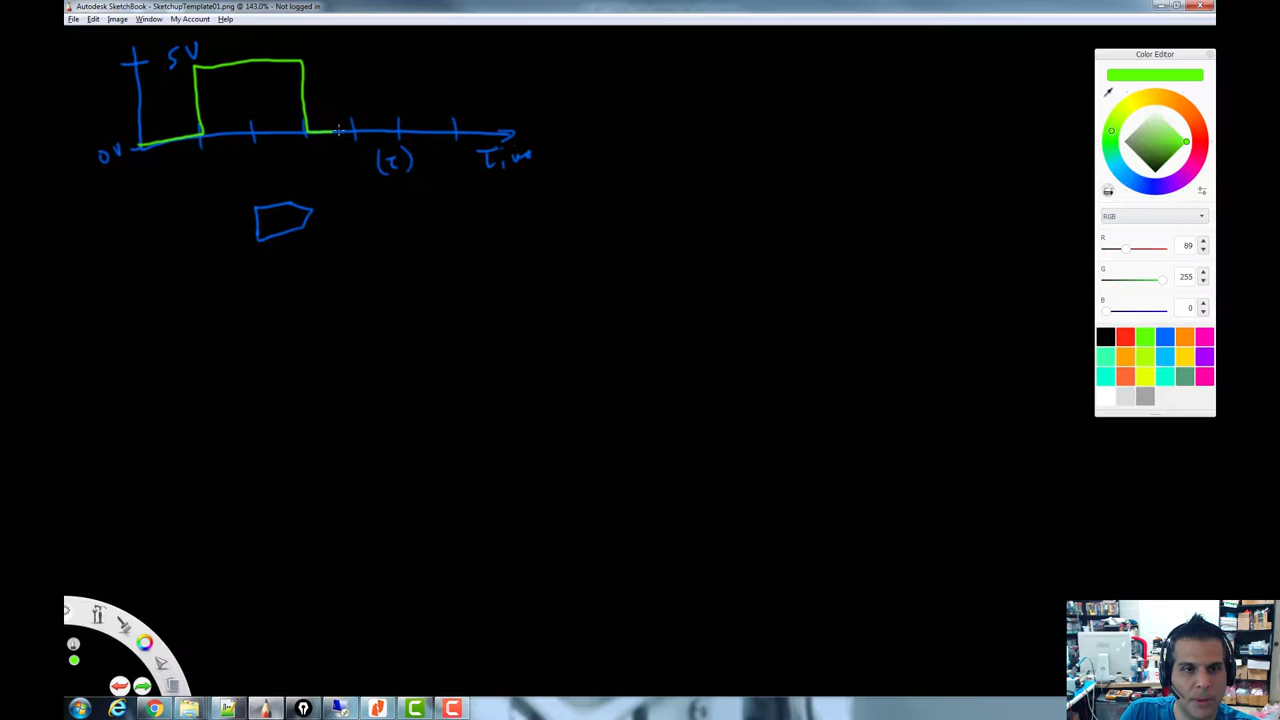 Autodesk SketchBook - SketchupTemplate01.png @ 143.0% - Not logged in
File Edit Image Window My Account Help
5V
0V
(τ)
Time
Color Editor
RGB
R 89
G 255
B 0